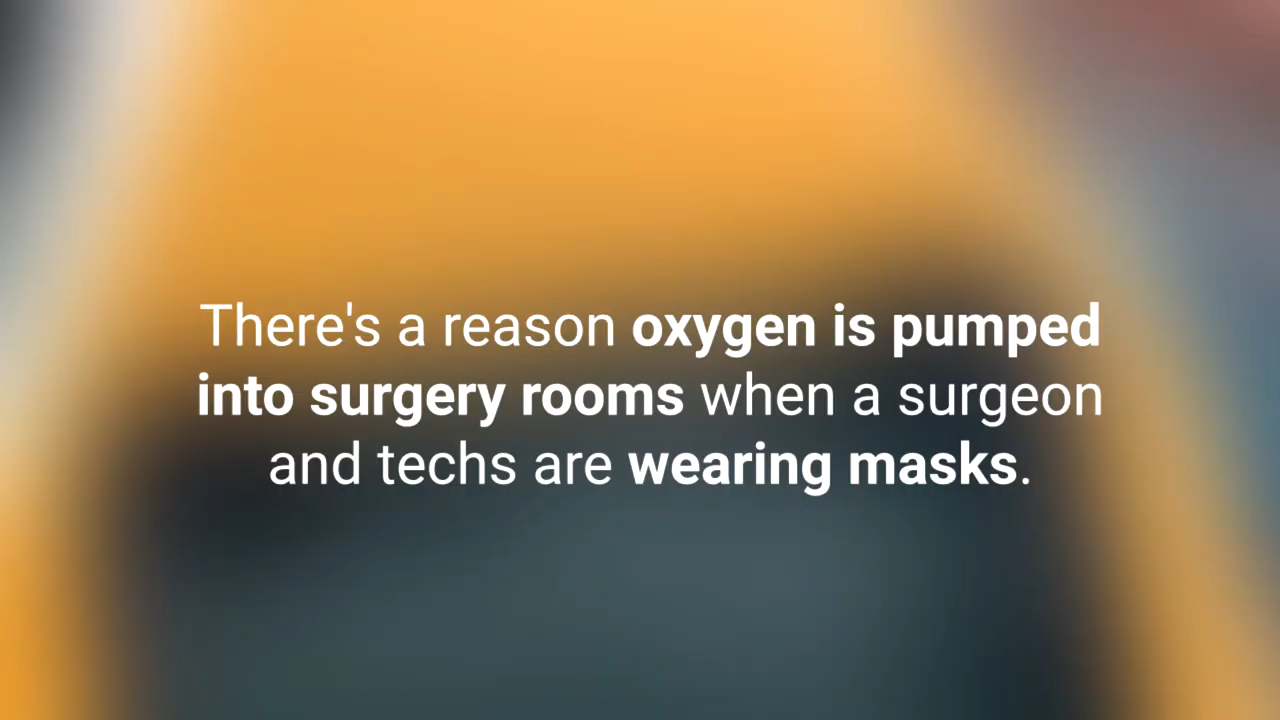 There's a reason oxygen is pumped
into surgery rooms when a surgeon
and techs are wearing masks.